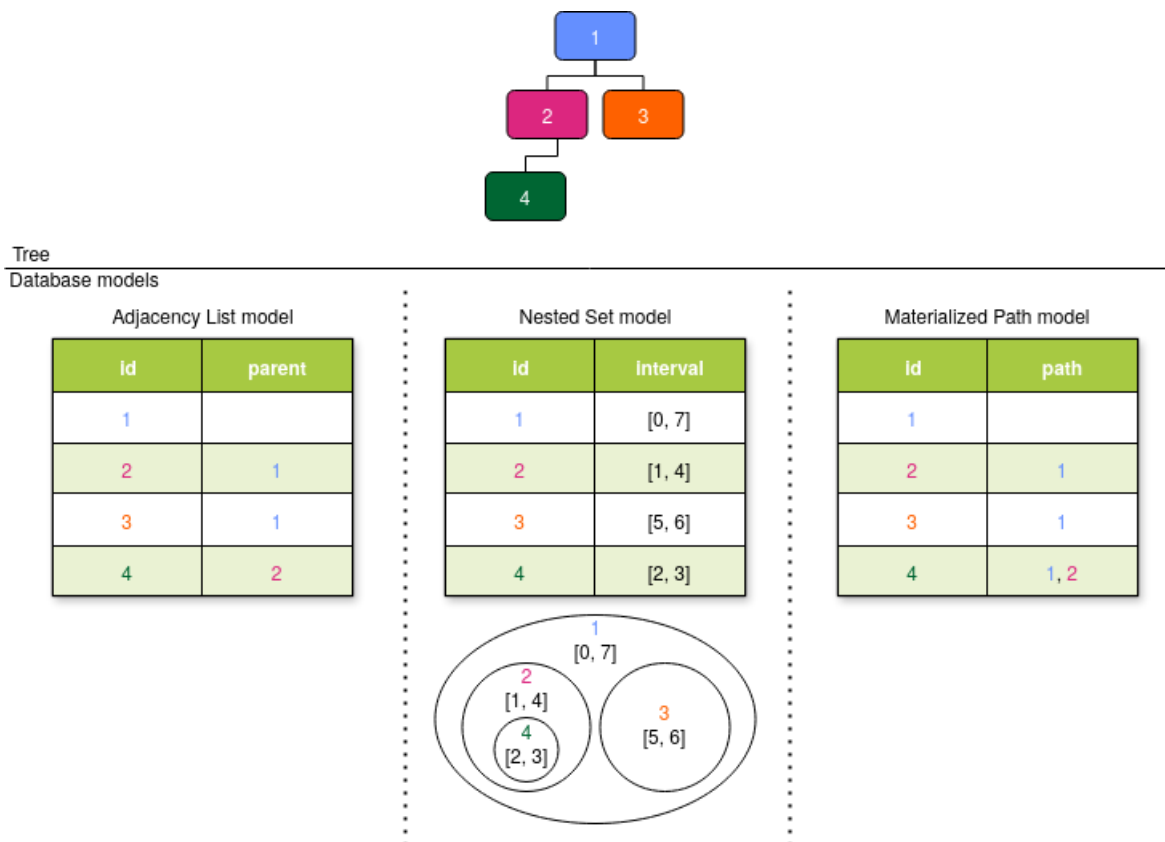 1
2 3
4
Tree
Database models
Adjacency List model
id parent
1
2 1
3 1
4 2
Nested Set model
id interval
1 [0, 7]
2 [1, 4]
3 [5, 6]
4 [2, 3]
1
[0, 7]
2
[1, 4]
4
[2, 3]
3
[5, 6]
Materialized Path model
id path
1
2 1
3 1
4 1, 2